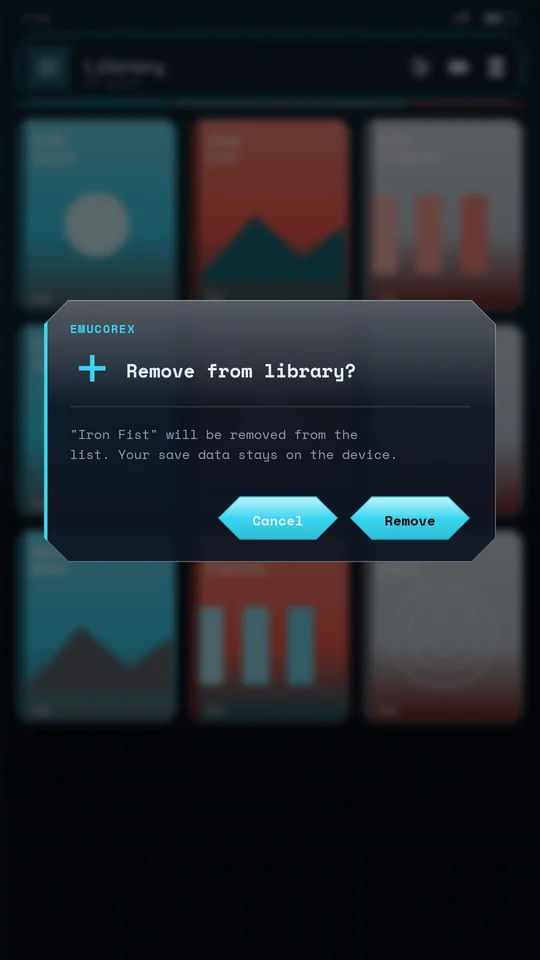 Library
EMUCOREX
Remove from library?
"Iron Fist" will be removed from the
list. Your save data stays on the device.
Cancel
Remove